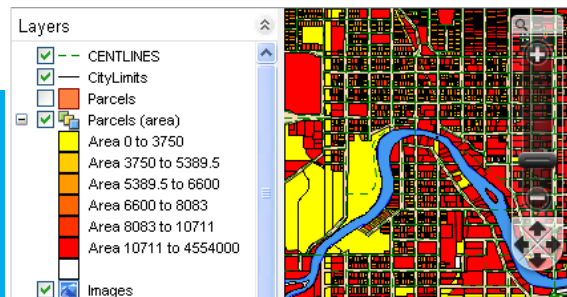 Layers
CENTLINES
CityLimits
Parcels
Parcels (area)
Area 0 to 3750
Area 3750 to 5389.5
Area 5389.5 to 6600
Area 6600 to 8083
Area 8083 to 10711
Area 10711 to 4554000
Images